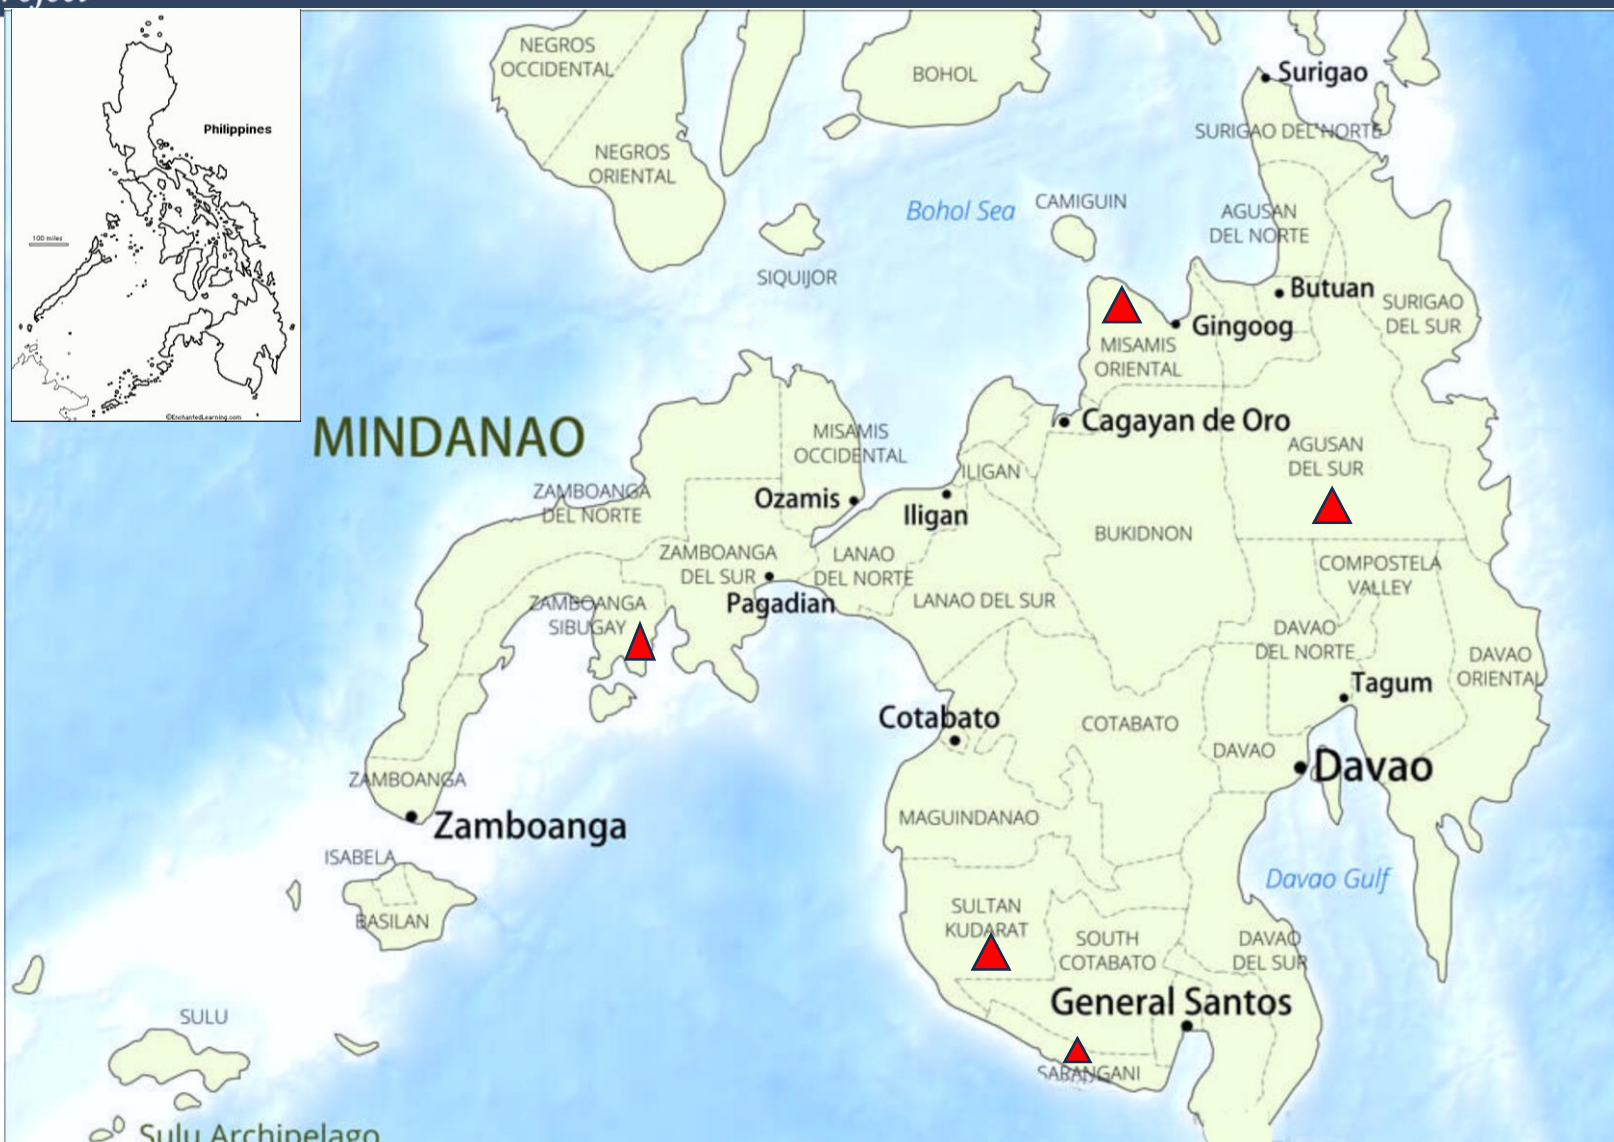 Philippines
100 miles
©EnchantedLearning.com
NEGROS
OCCIDENTAL
BOHOL
Surigao
SURIGAO DEL NORTE
NEGROS
ORIENTAL
Bohol Sea
CAMIGUIN
AGUSAN
DEL NORTE
SIQUIJOR
Butuan
SURIGAO
DEL SUR
Gingoog
MISAMIS
ORIENTAL
MINDANAO
MISAMIS
OCCIDENTAL
Cagayan de Oro
AGUSAN
DEL SUR
ILIGAN
ZAMBOANGA
DEL NORTE
Ozamis
Iligan
BUKIDNON
ZAMBOANGA
DEL SUR
LANAO
DEL NORTE
COMPOSTELA
VALLEY
Pagadian
LANAO DEL SUR
ZAMBOANGA
SIBUGAY
DAVAO
DEL NORTE
DAVAO
ORIENTAL
Tagum
Cotabato
COTABATO
DAVAO
Davao
ZAMBOANGA
Zamboanga
MAGUINDANAO
ISABELA
BASILAN
Davao Gulf
SULTAN
KUDARAT
SOUTH
COTABATO
DAVAO
DEL SUR
General Santos
SULU
SARANGANI
Sulu Archipelago